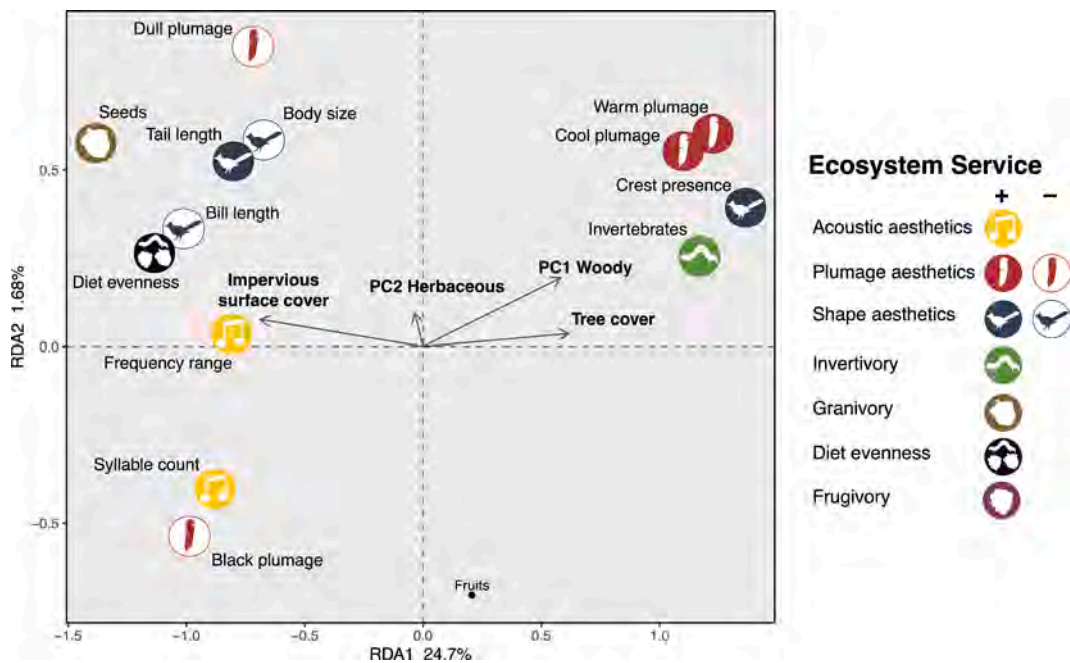 Dull plumage
Seeds
Body size
Tail length
Warm plumage
Cool plumage
Crest presence
Bill length
Invertebrates
Diet evenness
Impervious
surface cover
PC2 Herbaceous
PC1 Woody
Tree cover
Frequency range
Syllable count
Black plumage
Fruits
0.5
0.0
−0.5
RDA2 1.68%
−1.5
−1.0
−0.5
0.0
0.5
1.0
RDA1 24.7%
Ecosystem Service
+ −
Acoustic aesthetics
Plumage aesthetics
Shape aesthetics
Invertivory
Granivory
Diet evenness
Frugivory